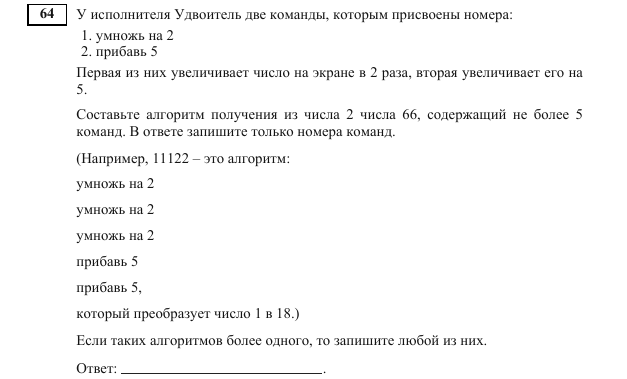 64 У исполнителя Удвоитель две команды, которым присвоены номера:
1. умножь на 2
2. прибавь 5
Первая из них увеличивает число на экране в 2 раза, вторая увеличивает его на
5.
Составьте алгоритм получения из числа 2 числа 66, содержащий не более 5
команд. В ответе запишите только номера команд.
(Например, 11122 – это алгоритм:
умножь на 2
умножь на 2
умножь на 2
прибавь 5
прибавь 5,
который преобразует число 1 в 18.)
Если таких алгоритмов более одного, то запишите любой из них.
Ответ: ____________________________.